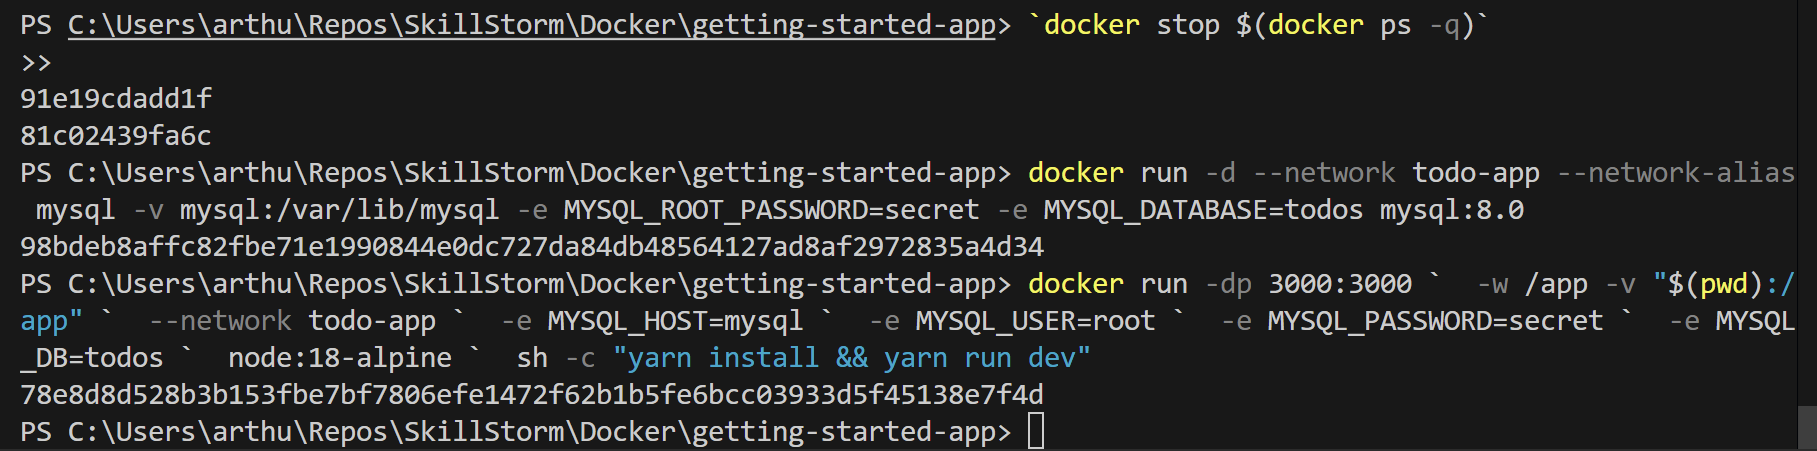 PS C:\Users\arthu\Repos\SkillStorm\Docker\getting-started-app> `docker stop $(docker ps -q)`
>>
91e19cdadd1f
81c02439fa6c
PS C:\Users\arthu\Repos\SkillStorm\Docker\getting-started-app> docker run -d --network todo-app --network-alias
 mysql -v mysql:/var/lib/mysql -e MYSQL_ROOT_PASSWORD=secret -e MYSQL_DATABASE=todos mysql:8.0
98bdeb8affc82fbe71e1990844e0dc727da84db48564127ad8af2972835a4d34
PS C:\Users\arthu\Repos\SkillStorm\Docker\getting-started-app> docker run -dp 3000:3000 `  -w /app -v "$(pwd):/
app" `  --network todo-app `  -e MYSQL_HOST=mysql `  -e MYSQL_USER=root `  -e MYSQL_PASSWORD=secret `  -e MYSQL
_DB=todos `  node:18-alpine `  sh -c "yarn install && yarn run dev"
78e8d8d528b3b153fbe7bf7806efe1472f62b1b5fe6bcc03933d5f45138e7f4d
PS C:\Users\arthu\Repos\SkillStorm\Docker\getting-started-app>